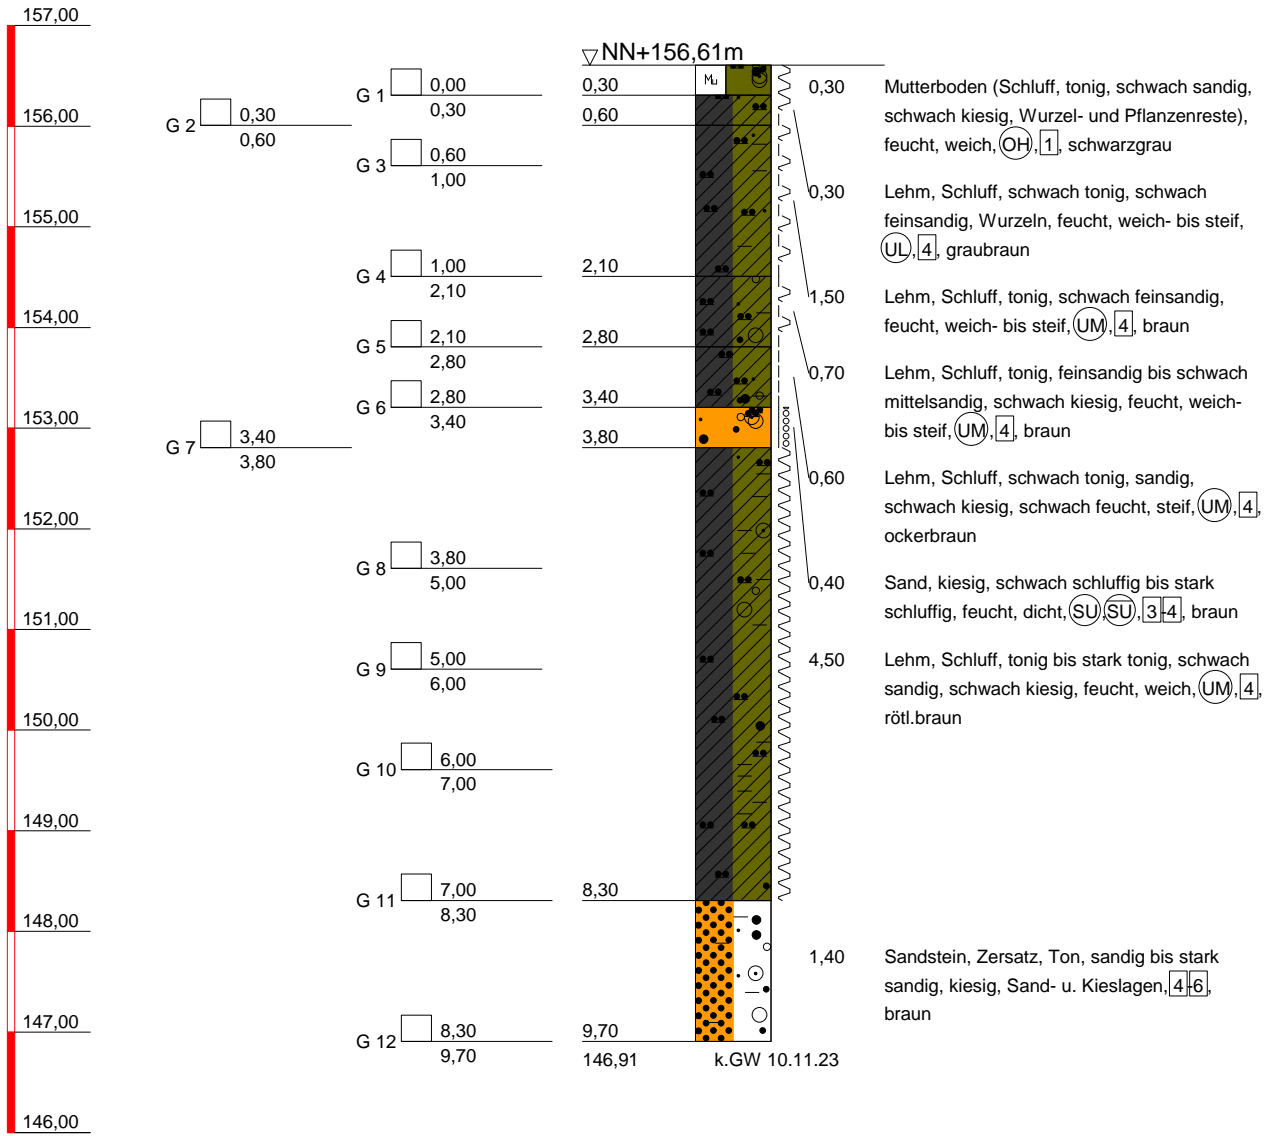 157,00
156,00
155,00
154,00
153,00
152,00
151,00
150,00
149,00
148,00
147,00
146,00
G 1 0,00
0,30
G 2 0,30
0,60
G 3 0,60
1,00
G 4 1,00
2,10
G 5 2,10
2,80
G 6 2,80
3,40
G 7 3,40
3,80
G 8 3,80
5,00
G 9 5,00
6,00
G 10 6,00
7,00
G 11 7,00
8,30
G 12 8,30
9,70
NN+156,61m
Mu
0,30
0,60
2,10
2,80
3,40
3,80
8,30
9,70
146,91 k.GW 10.11.23
0,30 Mutterboden (Schluff, tonig, schwach sandig,
schwach kiesig, Wurzel- und Pflanzenreste),
feucht, weich, OH, 1, schwarzgrau
0,30 Lehm, Schluff, schwach tonig, schwach
feinsandig, Wurzeln, feucht, weich- bis steif,
UL, 4, graubraun
1,50 Lehm, Schluff, tonig, schwach feinsandig,
feucht, weich- bis steif, UM, 4, braun
0,70 Lehm, Schluff, tonig, feinsandig bis schwach
mittelsandig, schwach kiesig, feucht, weich-
bis steif, UM, 4, braun
0,60 Lehm, Schluff, schwach tonig, sandig,
schwach kiesig, schwach feucht, steif, UM, 4,
ockerbraun
0,40 Sand, kiesig, schwach schluffig bis stark
schluffig, feucht, dicht, SU, S̅U̅, 3-4, braun
4,50 Lehm, Schluff, tonig bis stark tonig, schwach
sandig, schwach kiesig, feucht, weich, UM, 4,
rötl.braun
1,40 Sandstein, Zersatz, Ton, sandig bis stark
sandig, kiesig, Sand- u. Kieslagen, 4-6,
braun